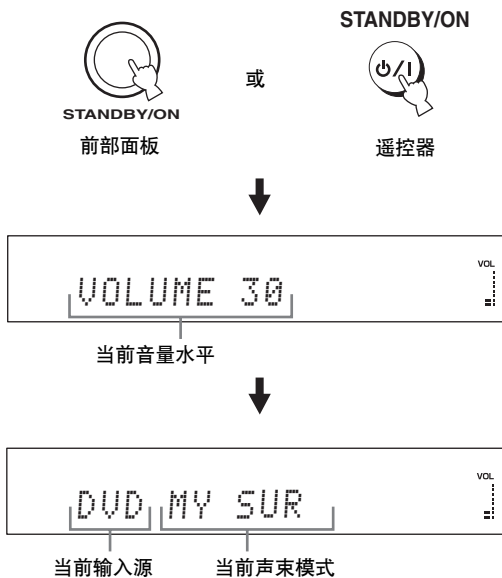 STANDBY/ON
STANDBY/ON
或
前部面板
遥控器
VOL
VOLUME 30
当前音量水平
VOL
DVD MY SUR
当前输入源
当前声束模式